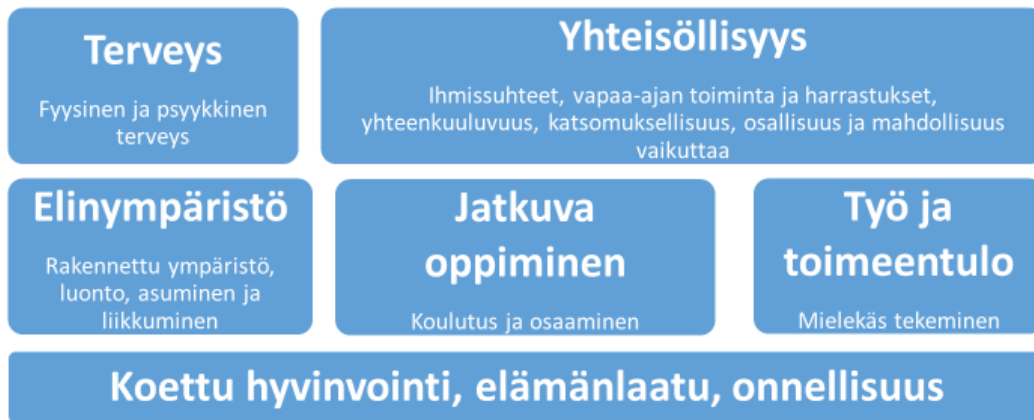 Terveys
Fyysinen ja psyykkinen
terveys
Yhteisöllisyys
Ihmissuhteet, vapaa-ajan toiminta ja harrastukset,
yhteenkuuluvuus, katsomuksellisuus, osallisuus ja mahdollisuus
vaikuttaa
Elinympäristö
Rakennettu ympäristö,
luonto, asuminen ja
liikkuminen
Jatkuva
oppiminen
Koulutus ja osaaminen
Työ ja
toimeentulo
Mielekäs tekeminen
Koettu hyvinvointi, elämänlaatu, onnellisuus